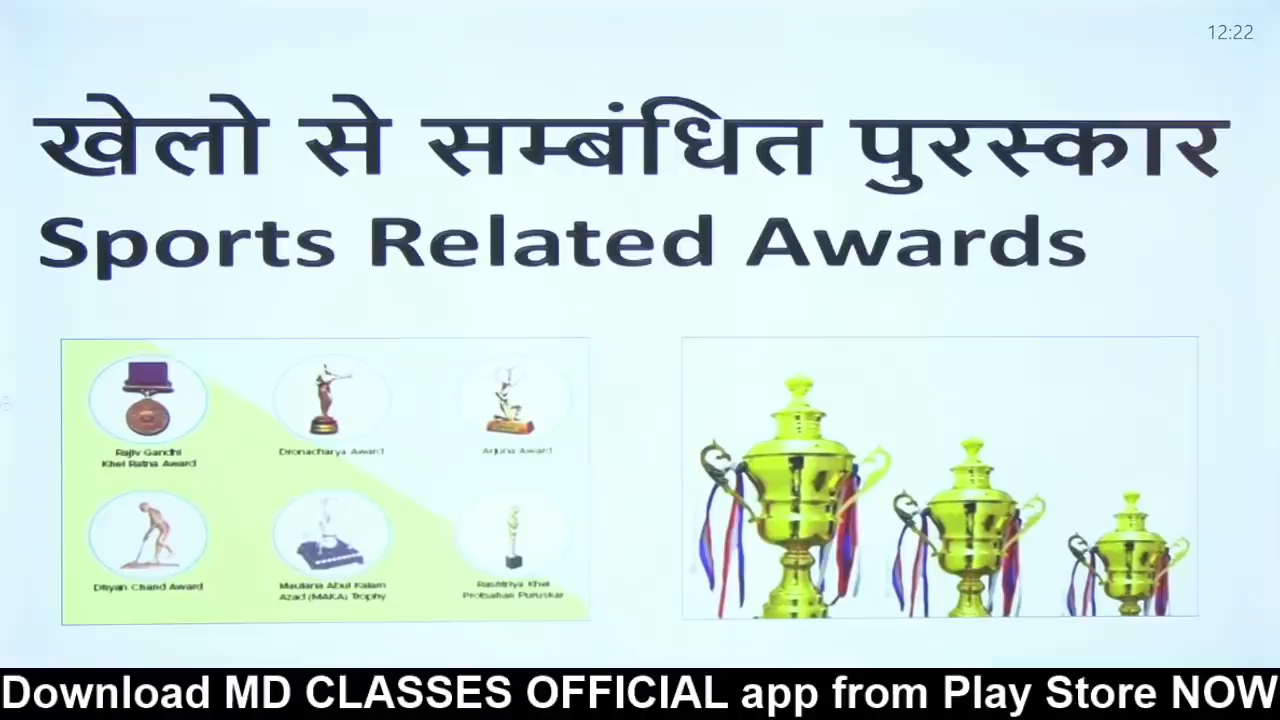 12:22
खेलो से सम्बंधित पुरस्कार
Sports Related Awards
Rajiv Gandhi
Khel Ratna Award
Dronacharya Award
Arjuna Award
Dhyan Chand Award
Maulana Abul Kalam
Azad (MAKA) Trophy
Rashtriya Khel
Protsahan Puruskar
Download MD CLASSES OFFICIAL app from Play Store NOW